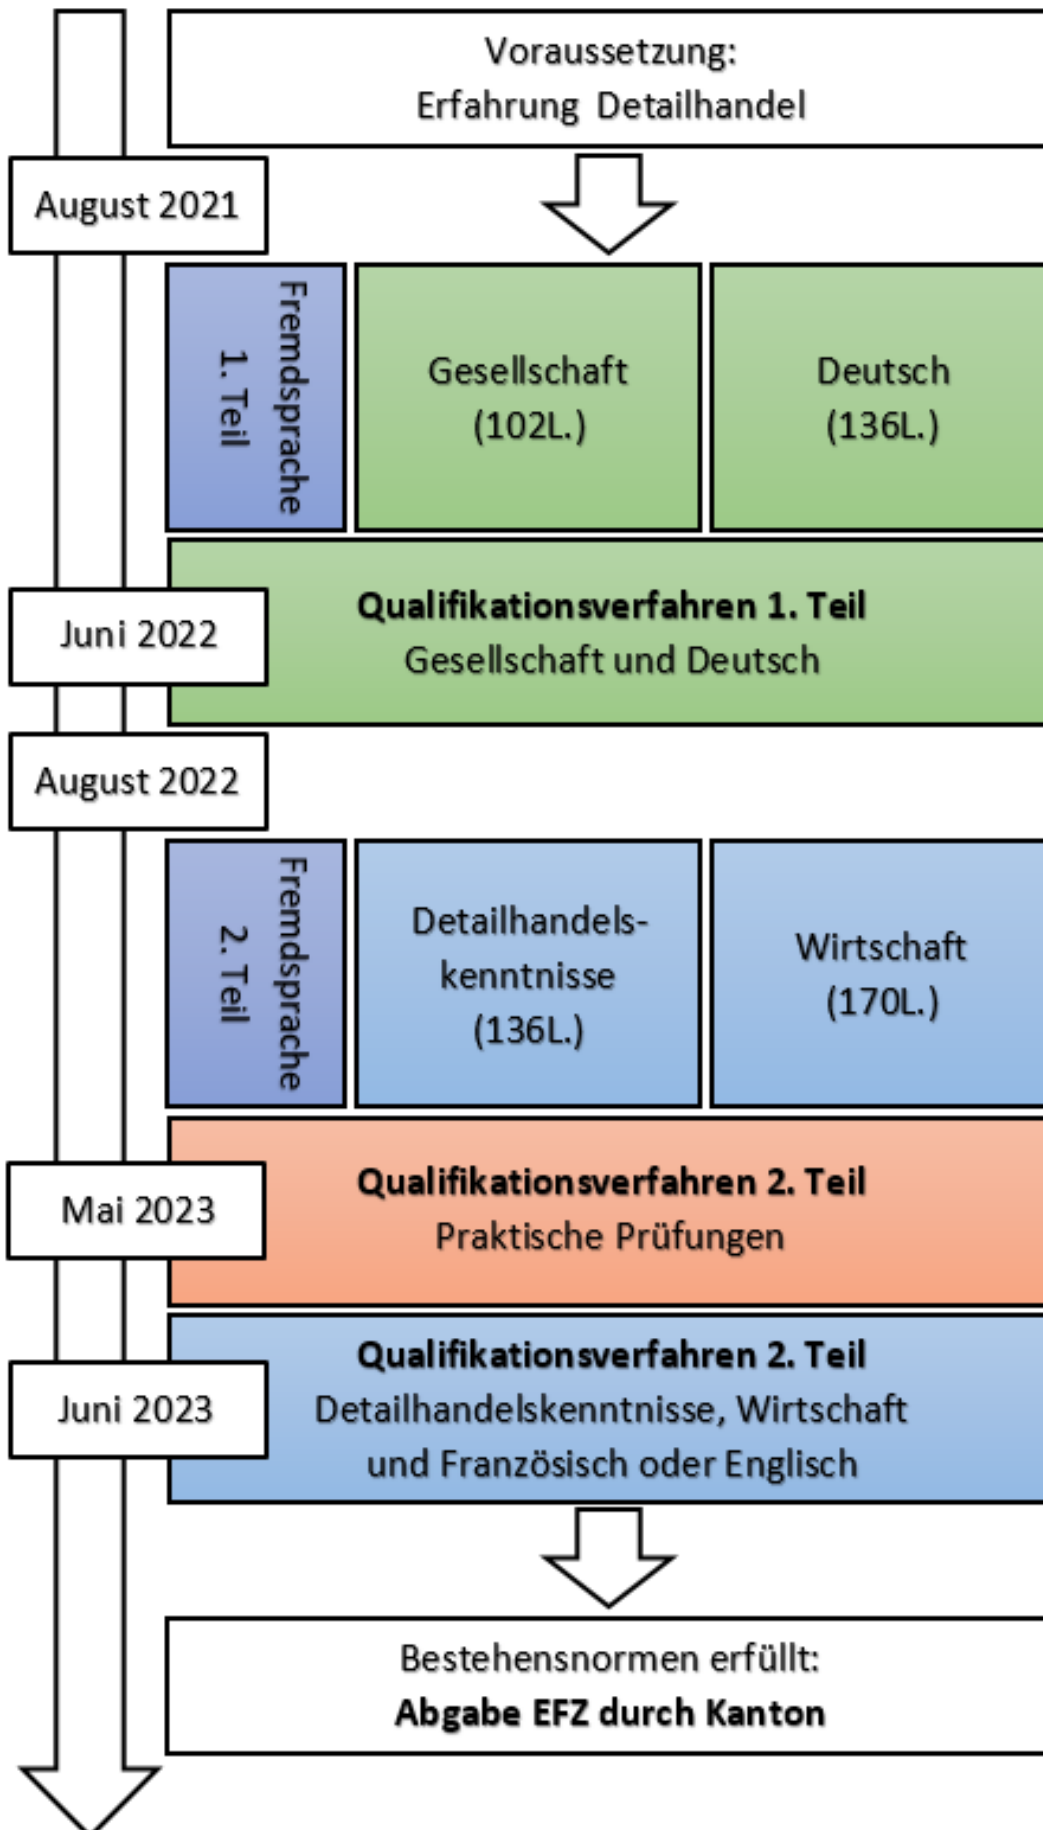 Voraussetzung:
Erfahrung Detailhandel
August 2021
Fremdsprache
1. Teil
Gesellschaft
(102L.)
Deutsch
(136L.)
Juni 2022
Qualifikationsverfahren 1. Teil
Gesellschaft und Deutsch
August 2022
Fremdsprache
2. Teil
Detailhandels-
kenntnisse
(136L.)
Wirtschaft
(170L.)
Mai 2023
Qualifikationsverfahren 2. Teil
Praktische Prüfungen
Juni 2023
Qualifikationsverfahren 2. Teil
Detailhandelskenntnisse, Wirtschaft
und Französisch oder Englisch
Bestehensnormen erfüllt:
Abgabe EFZ durch Kanton